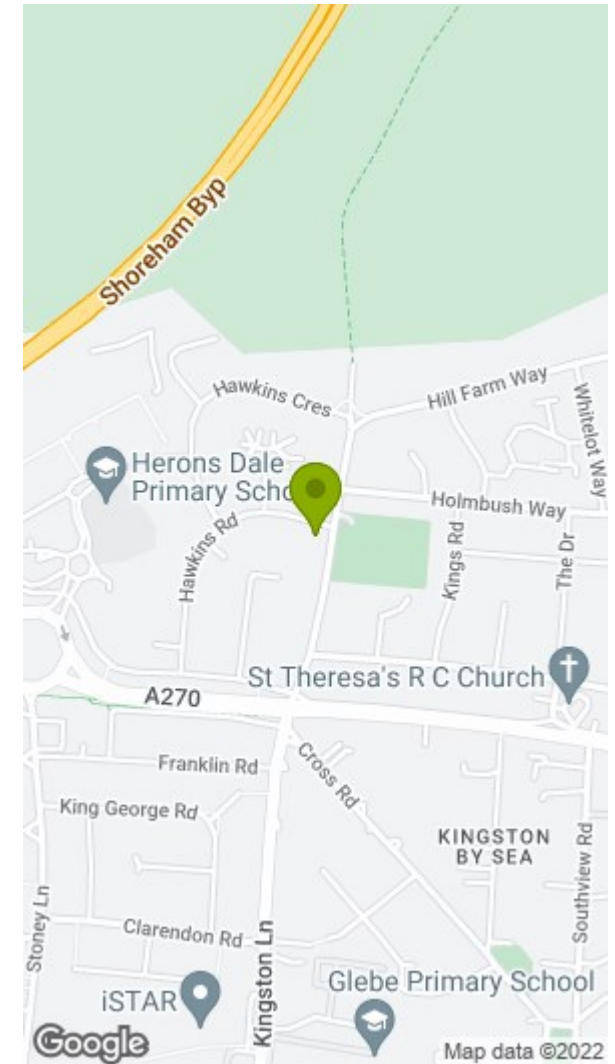 Shoreham Byp
Hawkins Cres
Hill Farm Way
Whitelot Way
Herons Dale
Primary Scho
Holmbush Way
Hawkins Rd
Kings Rd
The Dr
St Theresa's R C Church
A270
Franklin Rd
Cross Rd
King George Rd
KINGSTON
BY SEA
Southview Rd
Stoney Ln
Clarendon Rd
Kingston Ln
Glebe Primary School
iSTAR
Google
Map data ©2022